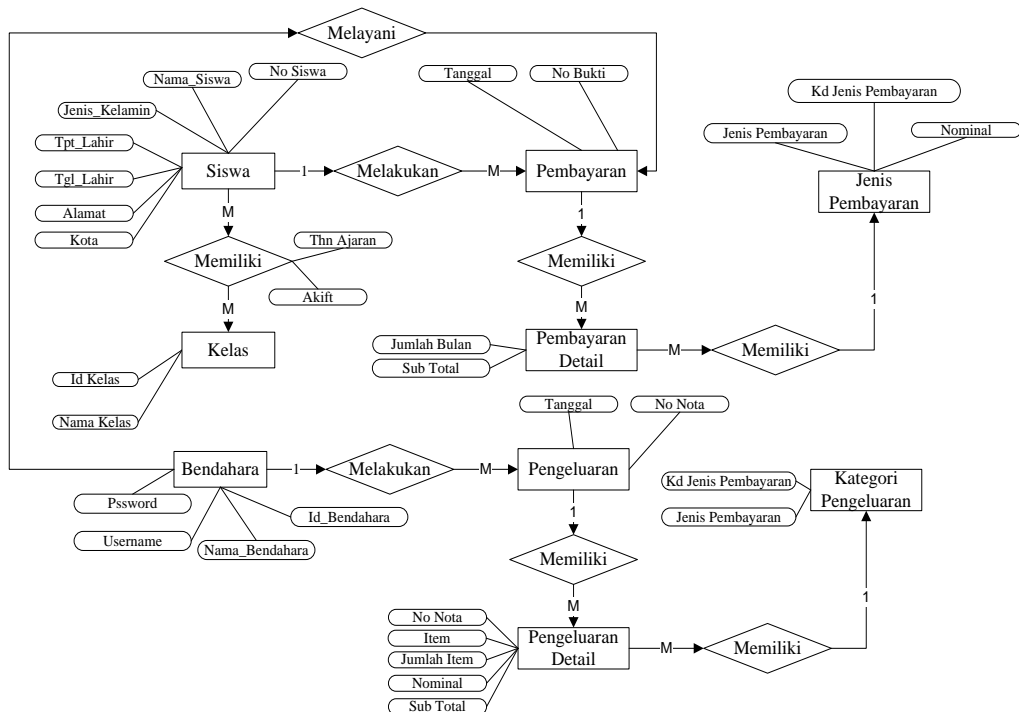 Melayani
No Siswa
Nama_Siswa
Tanggal
No Bukti
Kd Jenis Pembayaran
Jenis_Kelamin
Jenis Pembayaran
Nominal
Tpt_Lahir
Siswa
1
Melakukan
M
Pembayaran
Tgl_Lahir
Jenis
Pembayaran
Alamat
Kota
M
1
Memiliki
Thn Ajaran
Akift
Memiliki
1
M
M
Kelas
Jumlah Bulan
Sub Total
Pembayaran
Detail
M
Memiliki
Id Kelas
Nama Kelas
Tanggal
No Nota
Bendahara
1
Melakukan
M
Pengeluaran
Kd Jenis Pembayaran
Jenis Pembayaran
Kategori
Pengeluaran
Pssword
Id_Bendahara
Username
Nama_Bendahara
1
Memiliki
1
M
No Nota
Item
Jumlah Item
Nominal
Sub Total
Pengeluaran
Detail
M
Memiliki